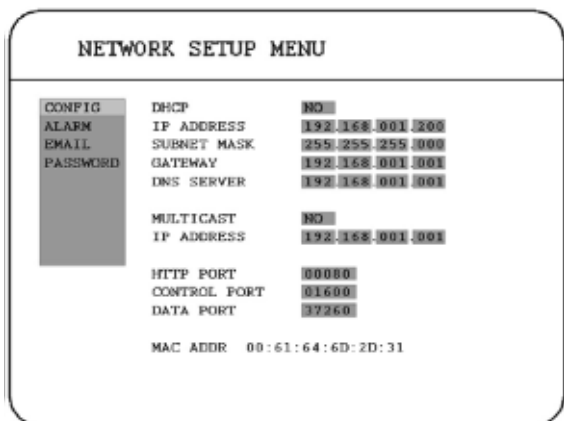 NETWORK SETUP MENU
CONFIG
ALARM
EMAIL
PASSWORD
DHCP NO
IP ADDRESS 192.168.001.200
SUBNET MASK 255.255.255.000
GATEWAY 192.168.001.001
DNS SERVER 192.168.001.001
MULTICAST NO
IP ADDRESS 192.168.001.001
HTTP PORT 00080
CONTROL PORT 01600
DATA PORT 37260
MAC ADDR 00:61:64:6D:2D:31